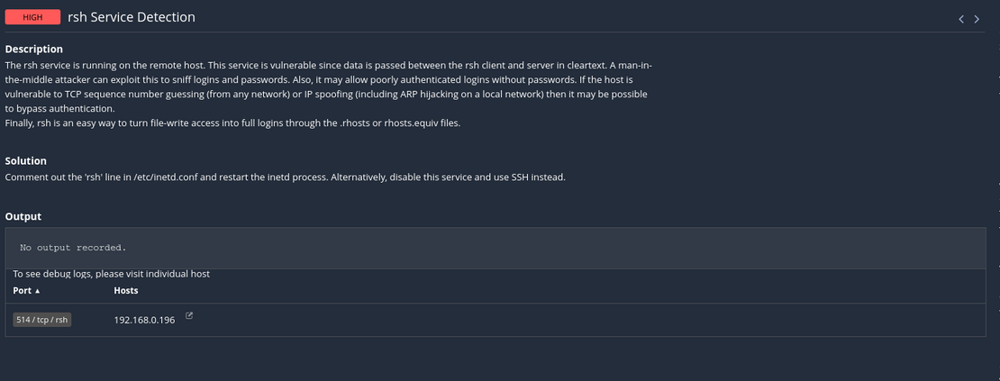 HIGH rsh Service Detection
Description
The rsh service is running on the remote host. This service is vulnerable since data is passed between the rsh client and server in cleartext. A man-in-
the-middle attacker can exploit this to sniff logins and passwords. Also, it may allow poorly authenticated logins without passwords. If the host is
vulnerable to TCP sequence number guessing (from any network) or IP spoofing (including ARP hijacking on a local network) then it may be possible
to bypass authentication.
Finally, rsh is an easy way to turn file-write access into full logins through the .rhosts or rhosts.equiv files.
Solution
Comment out the 'rsh' line in /etc/inetd.conf and restart the inetd process. Alternatively, disable this service and use SSH instead.
Output
No output recorded.
To see debug logs, please visit individual host
Port ▲ Hosts
514 / tcp / rsh 192.168.0.196